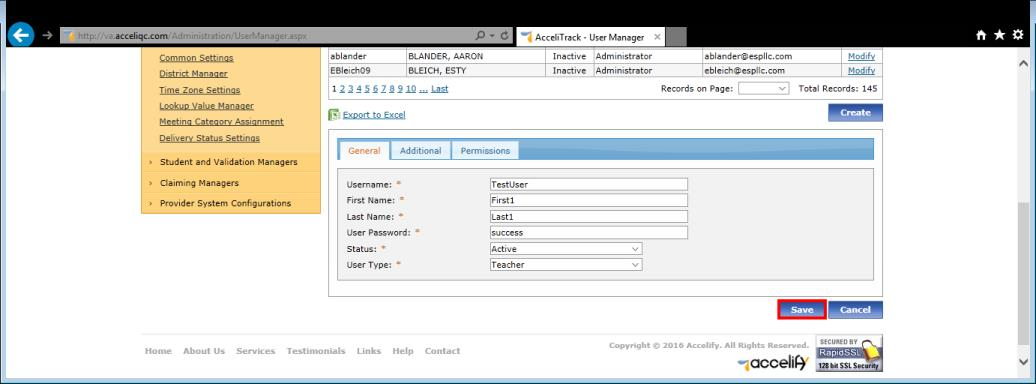 http://va.acceliqc.com/Administration/UserManager.aspx
AcceliTrack - User Manager
Common Settings
District Manager
Time Zone Settings
Lookup Value Manager
Meeting Category Assignment
Delivery Status Settings
Student and Validation Managers
Claiming Managers
Provider System Configurations
ablander BLANDER, AARON Inactive Administrator ablander@espllc.com Modify
EBleich09 BLEICH, ESTY Inactive Administrator ebleich@espllc.com Modify
1 2 3 4 5 6 7 8 9 10 ... Last Records on Page: Total Records: 145
Export to Excel Create
General Additional Permissions
Username: * TestUser
First Name: * First1
Last Name: * Last1
User Password: * success
Status: * Active
User Type: * Teacher
Save Cancel
Home About Us Services Testimonials Links Help Contact
Copyright © 2016 Accelify. All Rights Reserved.
accelify
SECURED BY
RapidSSL
128 bit SSL Security